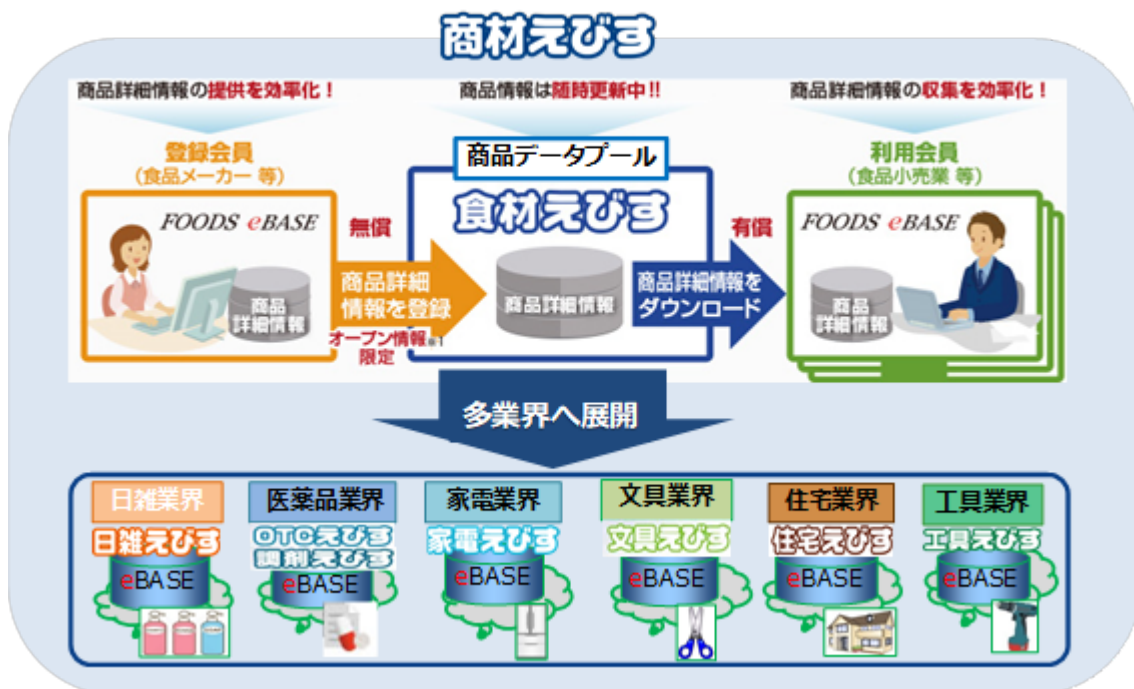 商材えびす
商品詳細情報の提供を効率化！
商品情報は随時更新中!!
商品詳細情報の収集を効率化！
登録会員
（食品メーカー 等）
商品データプール
利用会員
（食品小売業 等）
FOODS eBASE
無償
食材えびす
有償
FOODS eBASE
商品
詳細情報
商品詳細
情報を登録
オープン情報※1
限定
商品詳細情報
商品詳細情報を
ダウンロード
商品
詳細情報
多業界へ展開
日雑業界
医薬品業界
家電業界
文具業界
住宅業界
工具業界
日雑えびす
OTCえびす
調剤えびす
家電えびす
文具えびす
住宅えびす
工具えびす
eBASE
eBASE
eBASE
eBASE
eBASE
eBASE